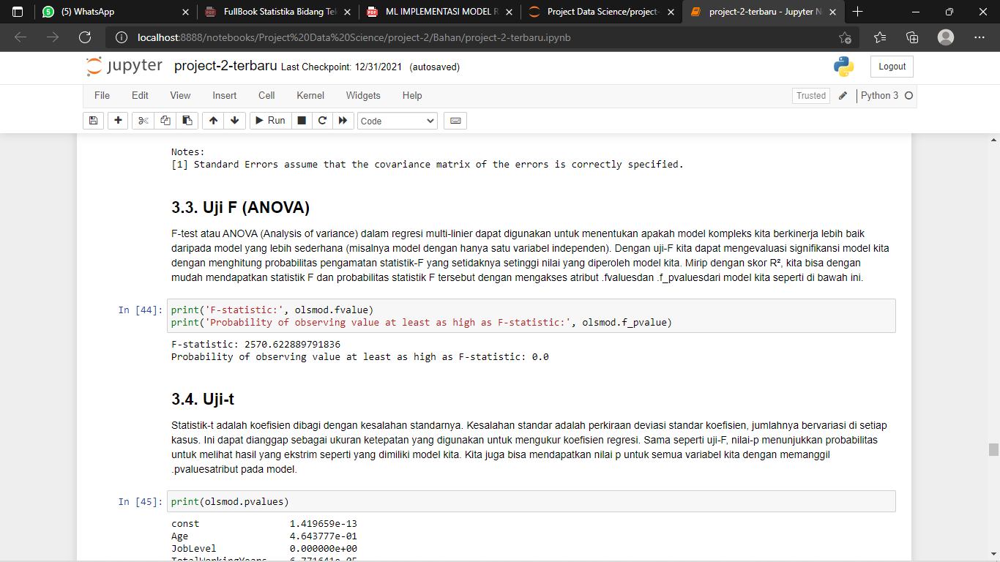 (5) WhatsApp
FullBook Statistika Bidang Tek
ML IMPLEMENTASI MODEL R
Project Data Science/project-
project-2-terbaru - Jupyter N
localhost:8888/notebooks/Project%20Data%20Science/project-2/Bahan/project-2-terbaru.ipynb
jupyter project-2-terbaru Last Checkpoint: 12/31/2021 (autosaved)
Logout
File Edit View Insert Cell Kernel Widgets Help
Trusted
Python 3
Run
Code
Notes:
[1] Standard Errors assume that the covariance matrix of the errors is correctly specified.
3.3. Uji F (ANOVA)
F-test atau ANOVA (Analysis of variance) dalam regresi multi-linier dapat digunakan untuk menentukan apakah model kompleks kita berkinerja lebih baik
daripada model yang lebih sederhana (misalnya model dengan hanya satu variabel independen). Dengan uji-F kita dapat mengevaluasi signifikansi model kita
dengan menghitung probabilitas pengamatan statistik-F yang setidaknya setinggi nilai yang diperoleh model kita. Mirip dengan skor R², kita bisa dengan
mudah mendapatkan statistik F dan probabilitas statistik F tersebut dengan mengakses atribut .fvaluesdan .f_pvaluesdari model kita seperti di bawah ini.
In [44]: print('F-statistic:', olsmod.fvalue)
print('Probability of observing value at least as high as F-statistic:', olsmod.f_pvalue)
F-statistic: 2570.622889791836
Probability of observing value at least as high as F-statistic: 0.0
3.4. Uji-t
Statistik-t adalah koefisien dibagi dengan kesalahan standarnya. Kesalahan standar adalah perkiraan deviasi standar koefisien, jumlahnya bervariasi di setiap
kasus. Ini dapat dianggap sebagai ukuran ketepatan yang digunakan untuk mengukur koefisien regresi. Sama seperti uji-F, nilai-p menunjukkan probabilitas
untuk melihat hasil yang ekstrim seperti yang dimiliki model kita. Kita juga bisa mendapatkan nilai p untuk semua variabel kita dengan memanggil
.pvaluesatribut pada model.
In [45]: print(olsmod.pvalues)
const 1.419659e-13
Age 4.643777e-01
JobLevel 0.000000e+00
TotalWorkingYears 6.771641e-05